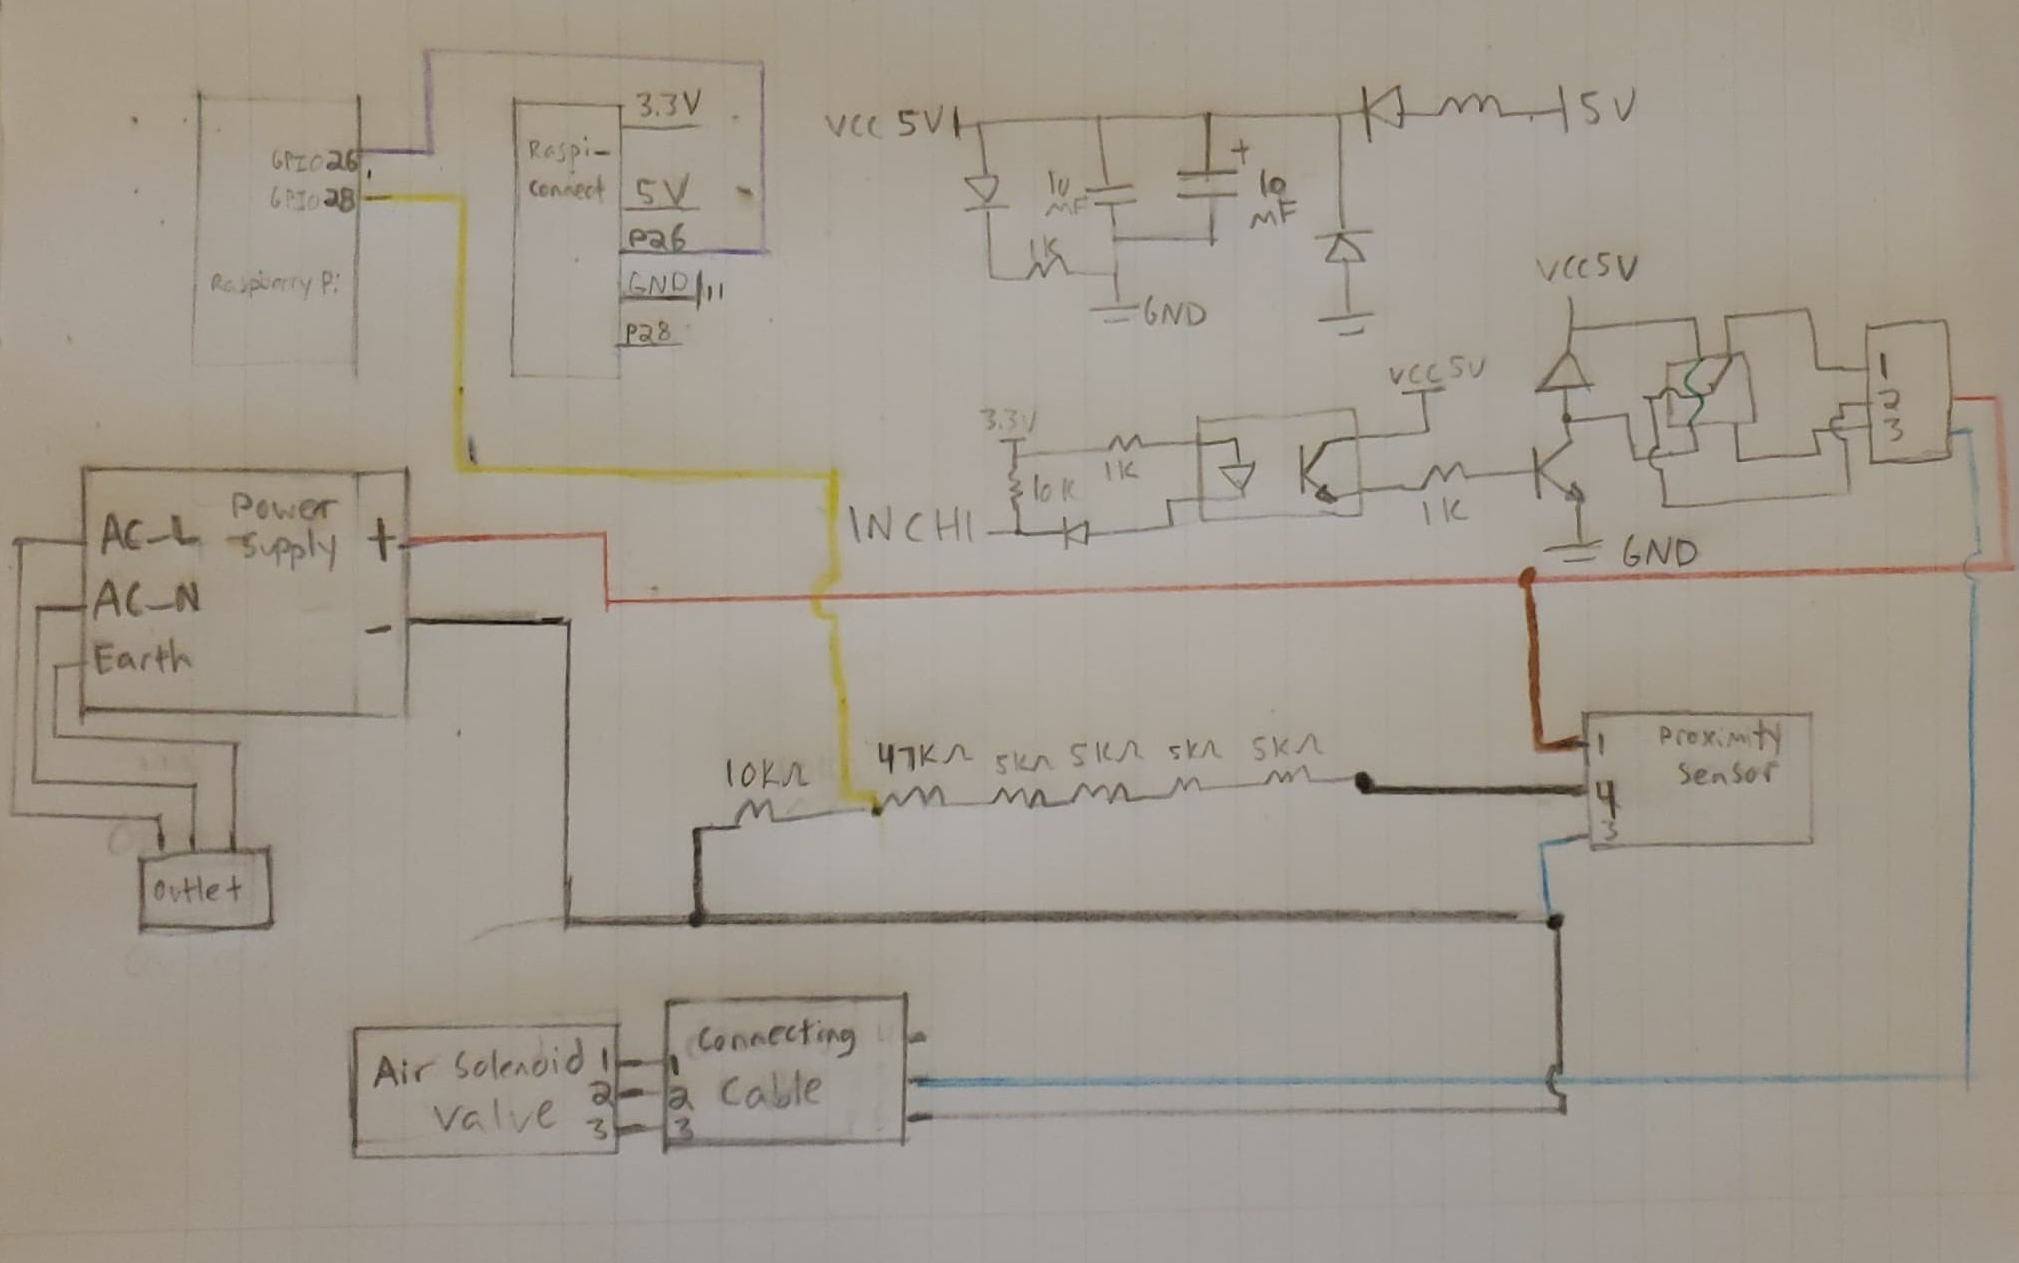 GPIO26
GPIO28
Raspberry Pi
Raspi-
connect
3.3V
5V
P26
GND
P28
VCC 5V
5V
1u
MF
+
10
MF
1K
GND
VCC5V
1
2
3
3.3V
10K
1K
VCC 5V
1K
INCH1
GND
Power
Supply
AC-L
AC-N
Earth
+
-
Outlet
10KΩ
47KΩ
5KΩ
5KΩ
5KΩ
5KΩ
1
4
3
Proximity
Sensor
Air Solenoid
Valve
1
2
3
1
2
3
Connecting
Cable